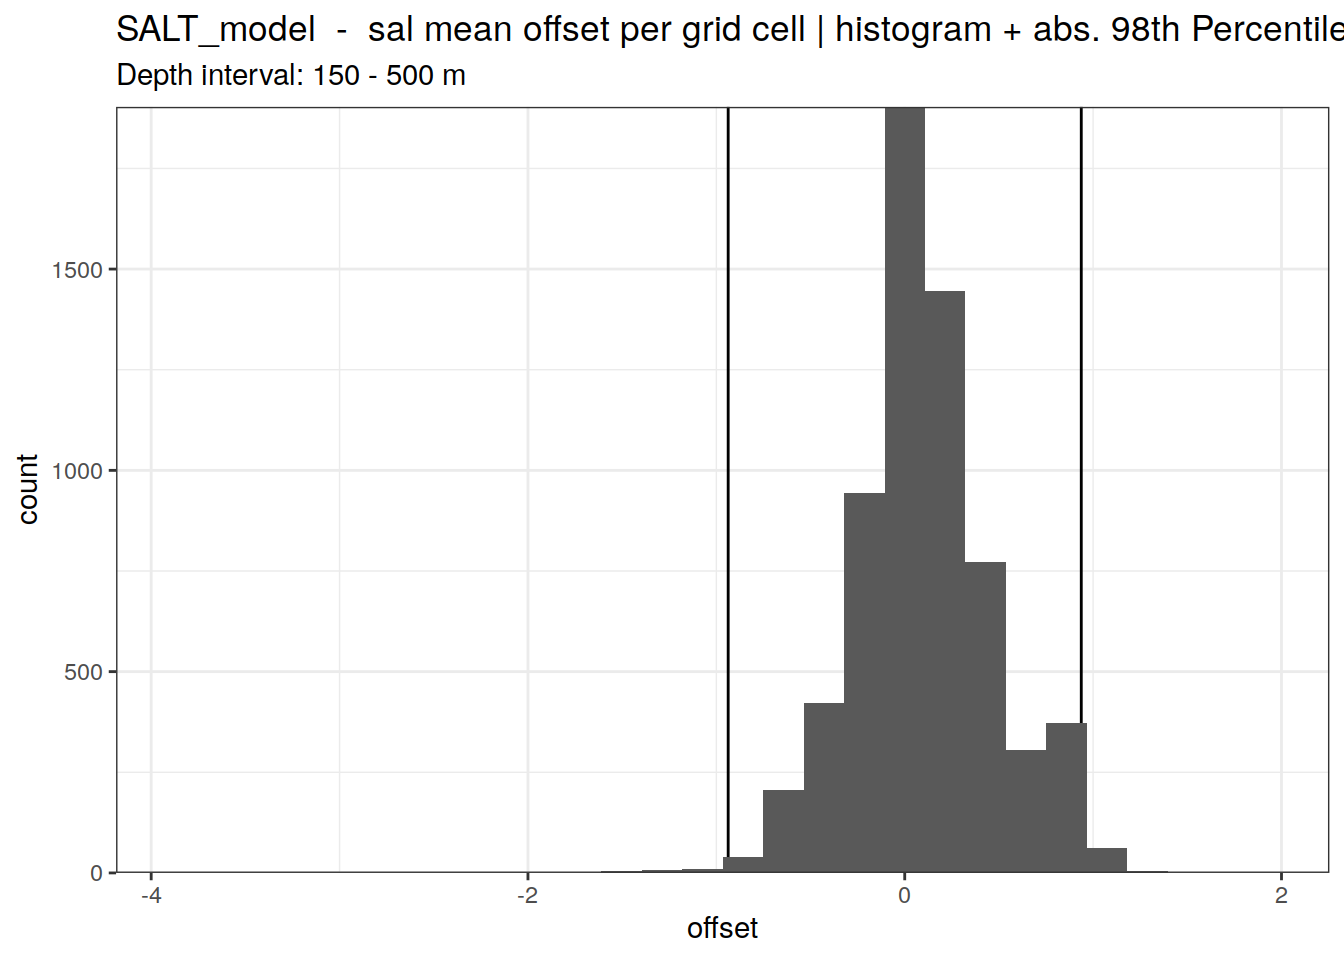 SALT_model  -  sal mean offset per grid cell | histogram + abs. 98th Percentile
Depth interval: 150 - 500 m
1500
1000
500
0
count
-4
-2
0
2
offset